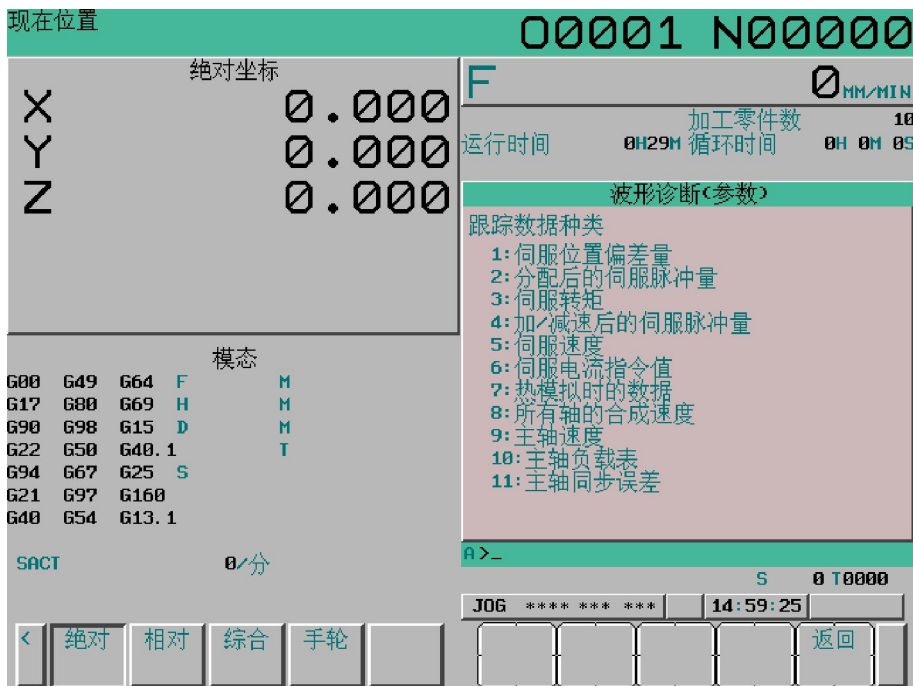 现在位置
O0001 N00000
绝对坐标
X 0.000
Y 0.000
Z 0.000
F 0 MM/MIN
加工零件数 10
运行时间 0H29M 循环时间 0H 0M 0S
波形诊断(参数)
跟踪数据种类
1:伺服位置偏差量
2:分配后的伺服脉冲量
3:伺服转矩
4:加/减速后的伺服脉冲量
5:伺服速度
6:伺服电流指令值
7:热模拟时的数据
8:所有轴的合成速度
9:主轴速度
10:主轴负载表
11:主轴同步误差
模态
G00 G49 G64 F M
G17 G80 G69 H M
G90 G98 G15 D M
G22 G50 G40.1 T
G94 G67 G25 S
G21 G97 G160
G40 G54 G13.1
SACT 0/分
A>_
S 0 T0000
JOG **** *** *** 14:59:25
< 绝对 相对 综合 手轮 返回